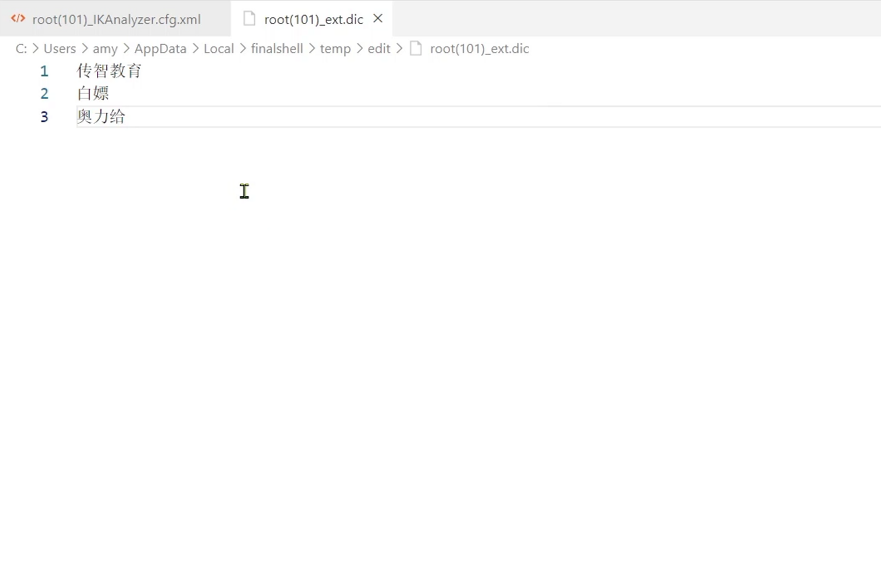 root(101)_IKAnalyzer.cfg.xml root(101)_ext.dic
C: > Users > amy > AppData > Local > finalshell > temp > edit > root(101)_ext.dic
1 传智教育
2 白嫖
3 奥力给